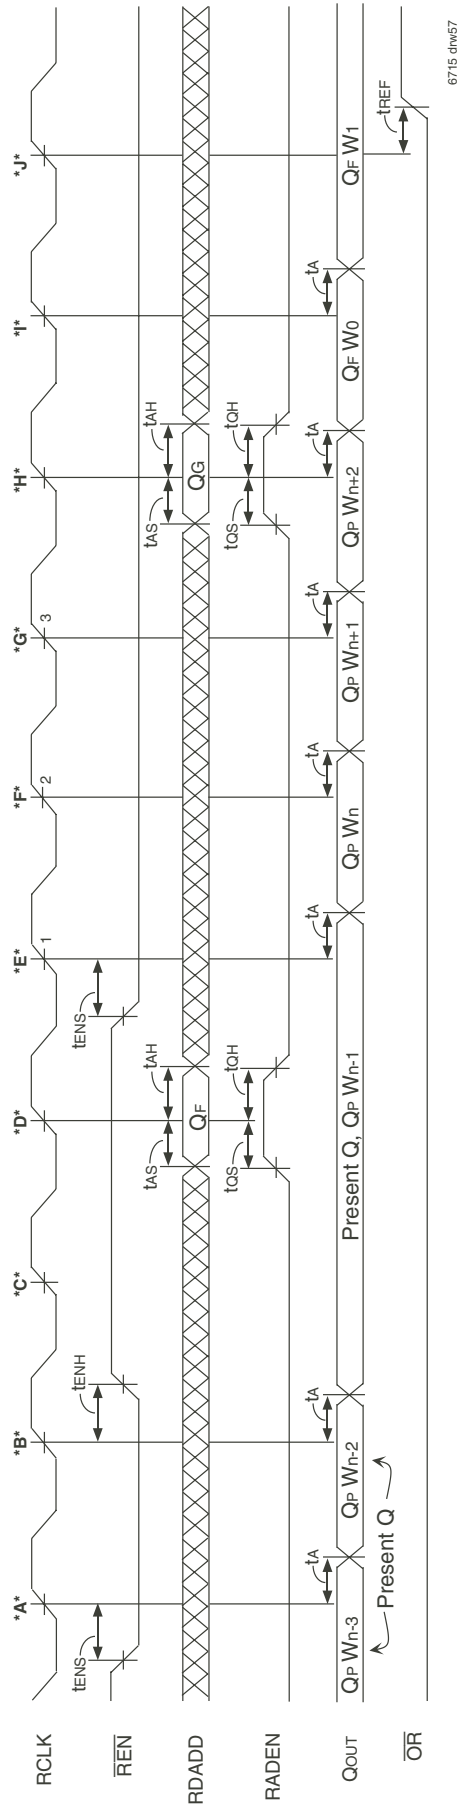 *A* *B* *C* *D* *E* *F* *G* *H* *I* *J*
RCLK 1 2 3
tENS tENH tENS
REN
tAS tAH tAS tAH
RDADD QF QG
tQS tQH tQS tQH
RADEN
tA tA tA tA tA tA tA
QOUT QP Wn-3 QP Wn-2 Present Q, QP Wn-1 QP Wn QP Wn+1 QP Wn+2 QF W0 QF W1
Present Q
tREF
OR
6715 drw57